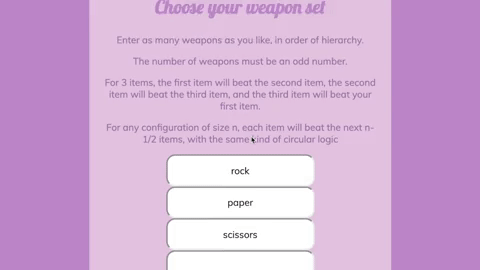 Choose your weapon set
Enter as many weapons as you like, in order of hierarchy.
The number of weapons must be an odd number.
For 3 items, the first item will beat the second item, the second
item will beat the third item, and the third item will beat your
first item.
For any configuration of size n, each item will beat the next n-
1/2 items, with the same kind of circular logic
rock
paper
scissors